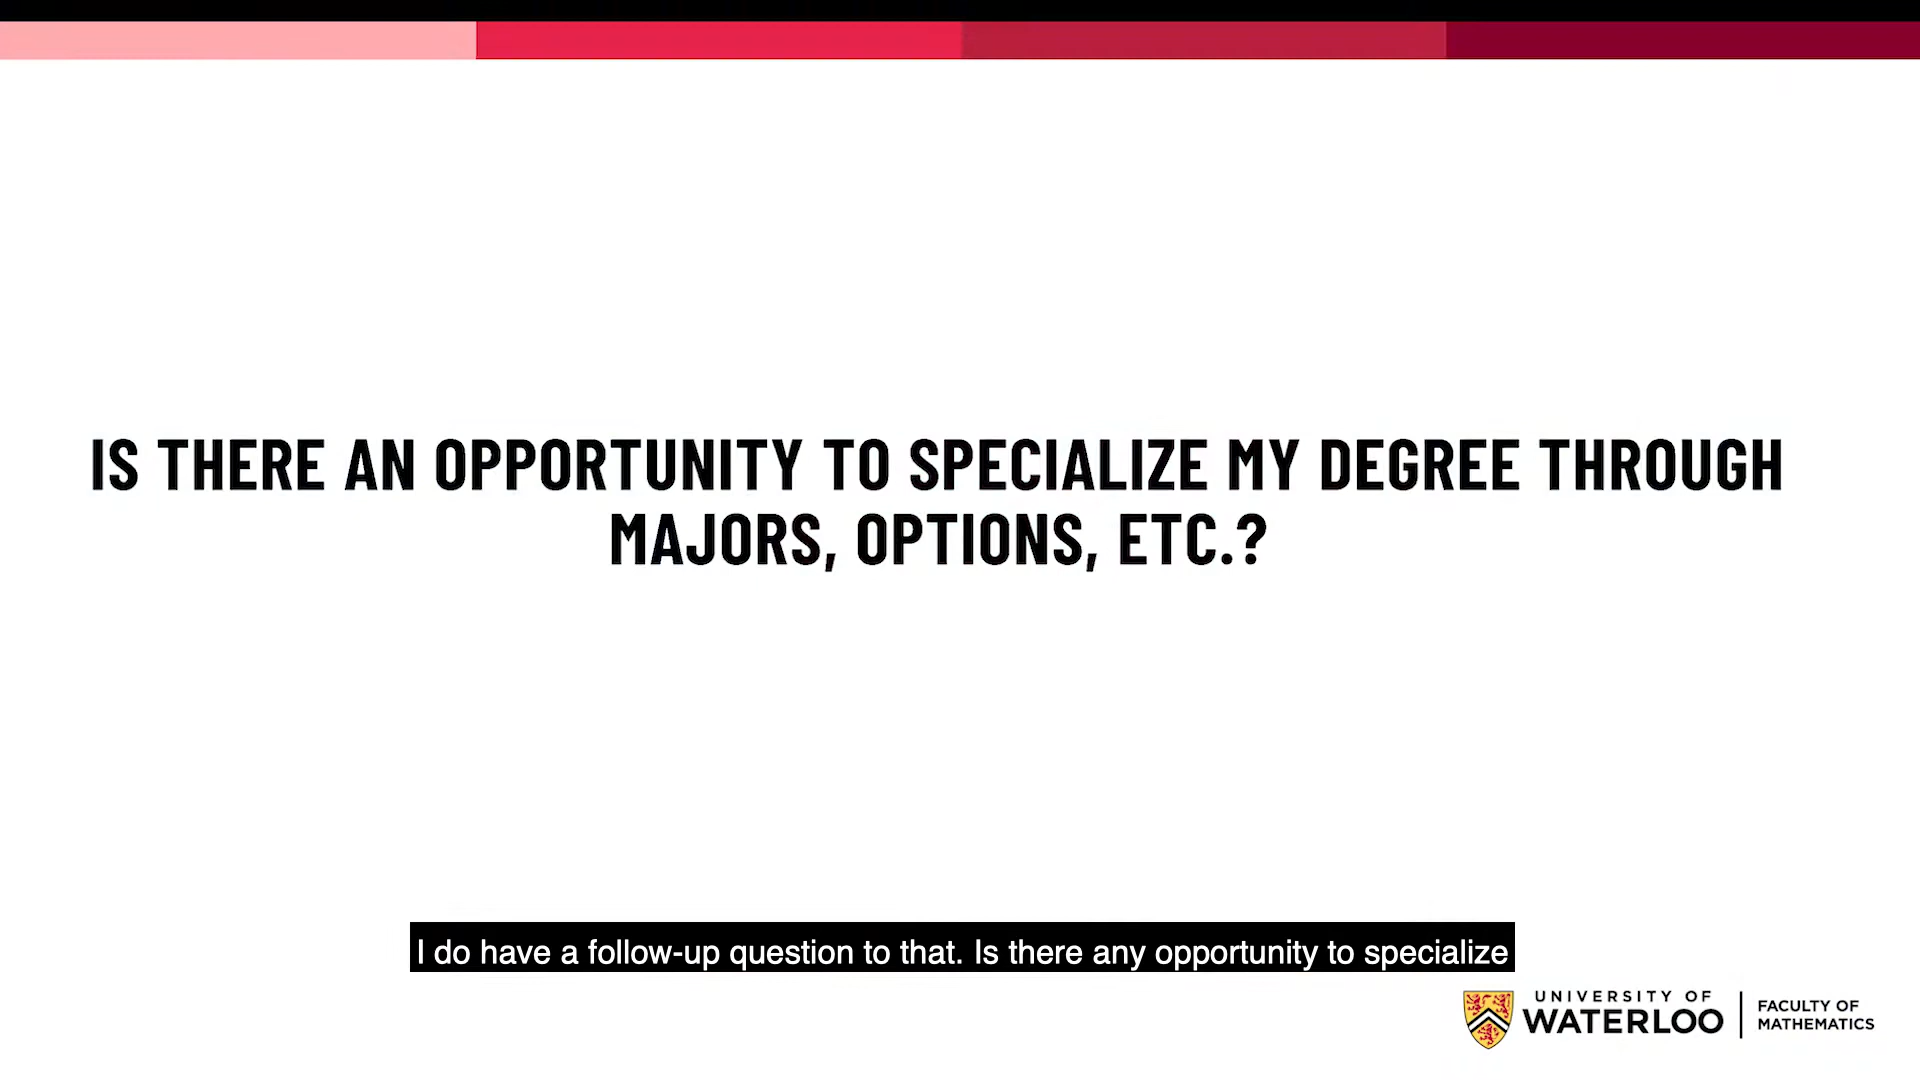 IS THERE AN OPPORTUNITY TO SPECIALIZE MY DEGREE THROUGH
MAJORS, OPTIONS, ETC.?
I do have a follow-up question to that. Is there any opportunity to specialize
UNIVERSITY OF
WATERLOO
FACULTY OF
MATHEMATICS